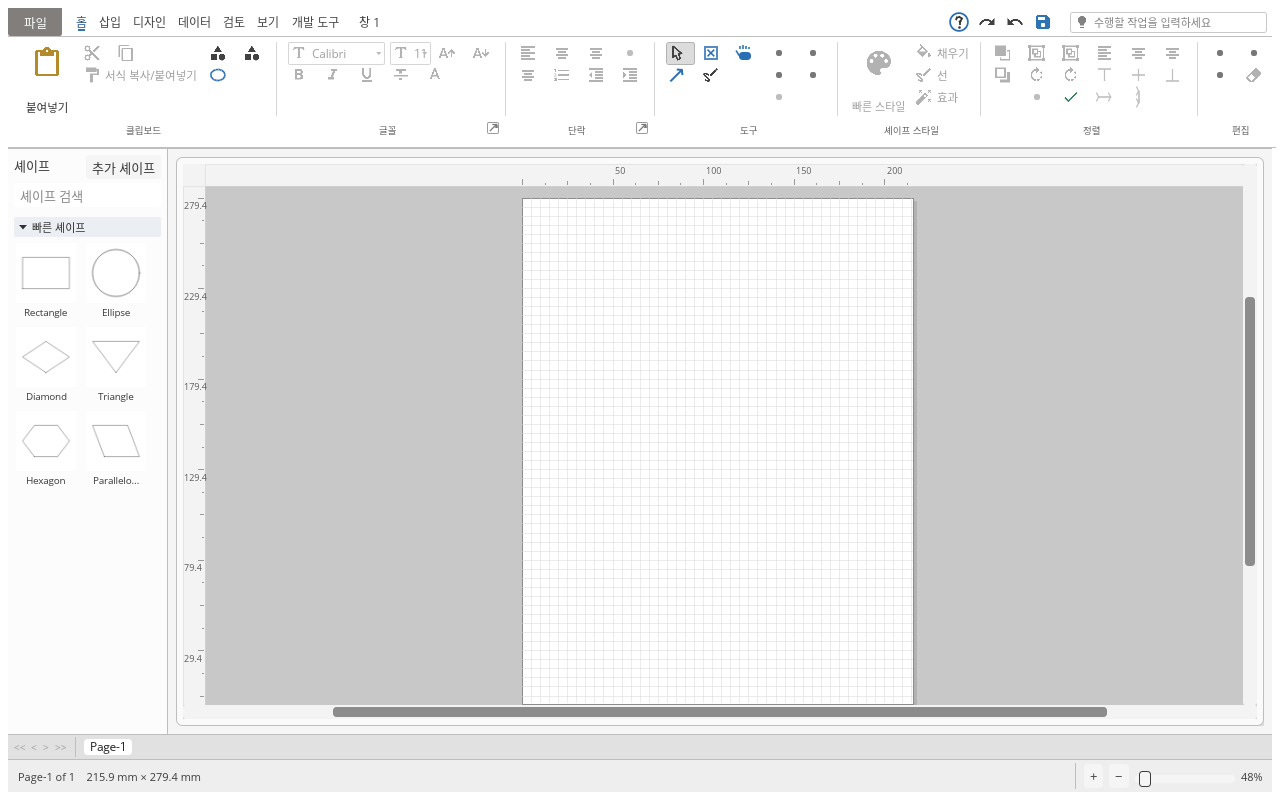 파일 홈 삽입 디자인 데이터 검토 보기 개발 도구 창 1 수행할 작업을 입력하세요
Calibri 11 채우기
서식 복사/붙여넣기 선
붙여넣기 빠른 스타일 효과
클립보드 글꼴 단락 도구 셰이프 스타일 정렬 편집
셰이프 추가 셰이프
셰이프 검색
빠른 셰이프
Rectangle Ellipse
Diamond Triangle
Hexagon Parallelo...
50 100 150 200
279.4
229.4
179.4
129.4
79.4
29.4
<< < > >> Page-1
Page-1 of 1 215.9 mm × 279.4 mm + − 48%